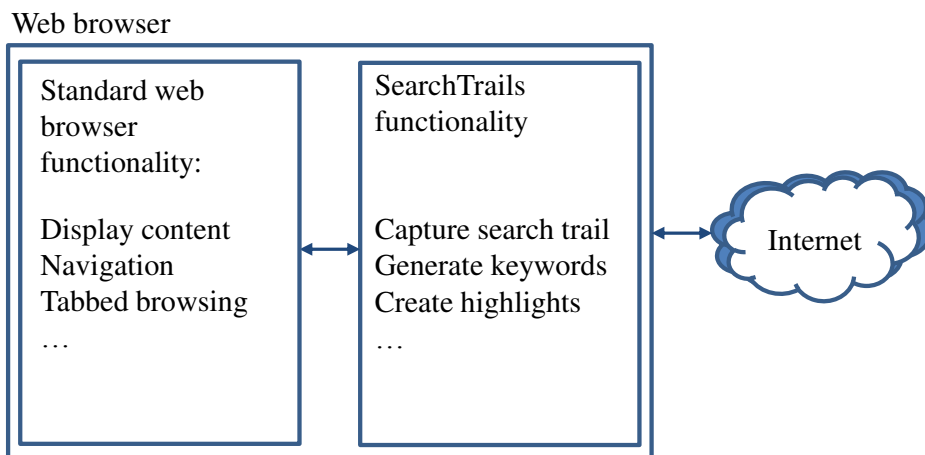 Web browser
Standard web
browser
functionality:
Display content
Navigation
Tabbed browsing
…
SearchTrails
functionality
Capture search trail
Generate keywords
Create highlights
…
Internet